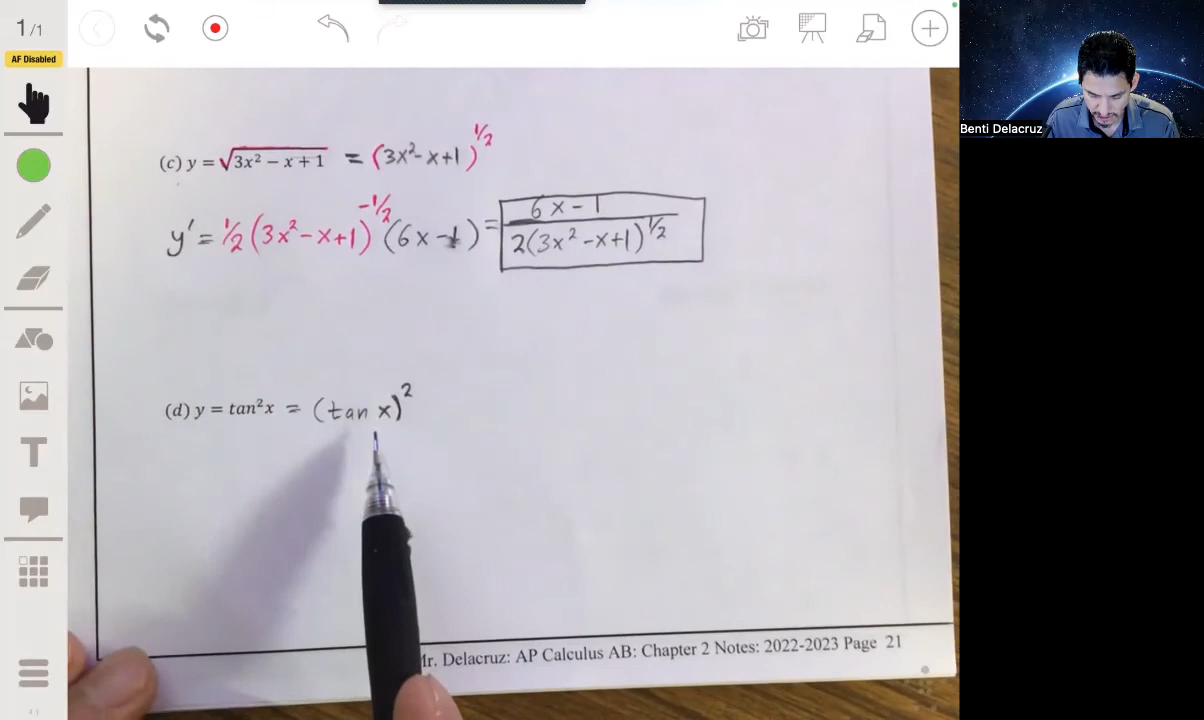 1/1
AF Disabled
Benti Delacruz
(c) y = √3x² − x + 1 = (3x² - x + 1)^1/2
y' = 1/2 (3x² - x + 1)^-1/2 (6x - 1) = 6x - 1 / 2(3x² - x + 1)^1/2
(d) y = tan²x = (tan x)²
Mr. Delacruz: AP Calculus AB: Chapter 2 Notes: 2022-2023 Page 21
T